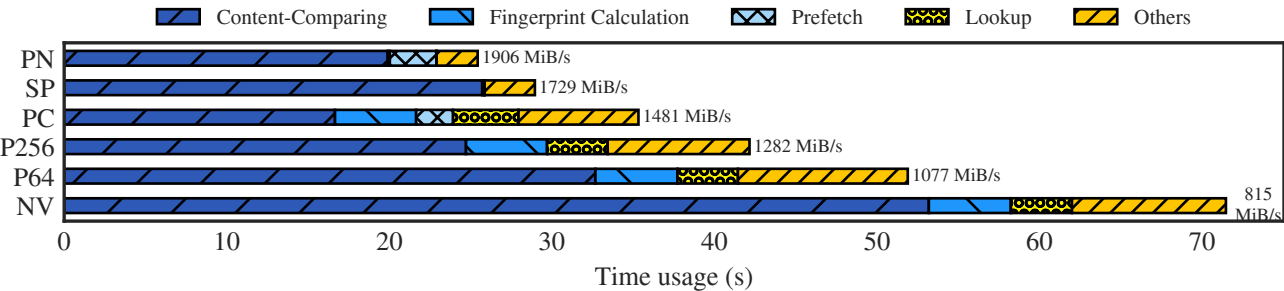 Content-Comparing Fingerprint Calculation Prefetch Lookup Others
PN 1906 MiB/s
SP 1729 MiB/s
PC 1481 MiB/s
P256 1282 MiB/s
P64 1077 MiB/s
NV 815
MiB/s
0 10 20 30 40 50 60 70
Time usage (s)